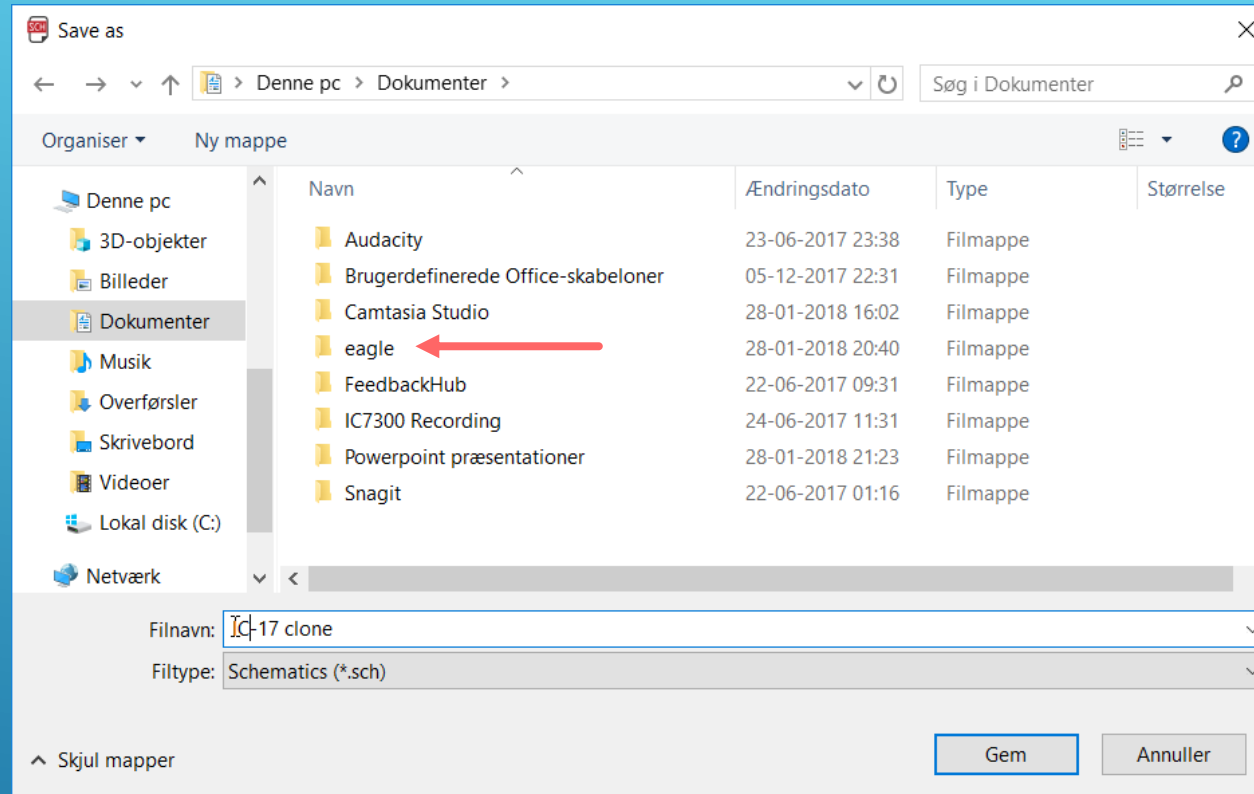 SCH Save as
Denne pc > Dokumenter >
Søg i Dokumenter
Organiser
Ny mappe
?
Denne pc
3D-objekter
Billeder
Dokumenter
Musik
Overførsler
Skrivebord
Videoer
Lokal disk (C:)
Netværk
Navn Ændringsdato Type Størrelse
Audacity 23-06-2017 23:38 Filmappe
Brugerdefinerede Office-skabeloner 05-12-2017 22:31 Filmappe
Camtasia Studio 28-01-2018 16:02 Filmappe
eagle 28-01-2018 20:40 Filmappe
FeedbackHub 22-06-2017 09:31 Filmappe
IC7300 Recording 24-06-2017 11:31 Filmappe
Powerpoint præsentationer 28-01-2018 21:23 Filmappe
Snagit 22-06-2017 01:16 Filmappe
Filnavn: IC-17 clone
Filtype: Schematics (*.sch)
Skjul mapper
Gem
Annuller